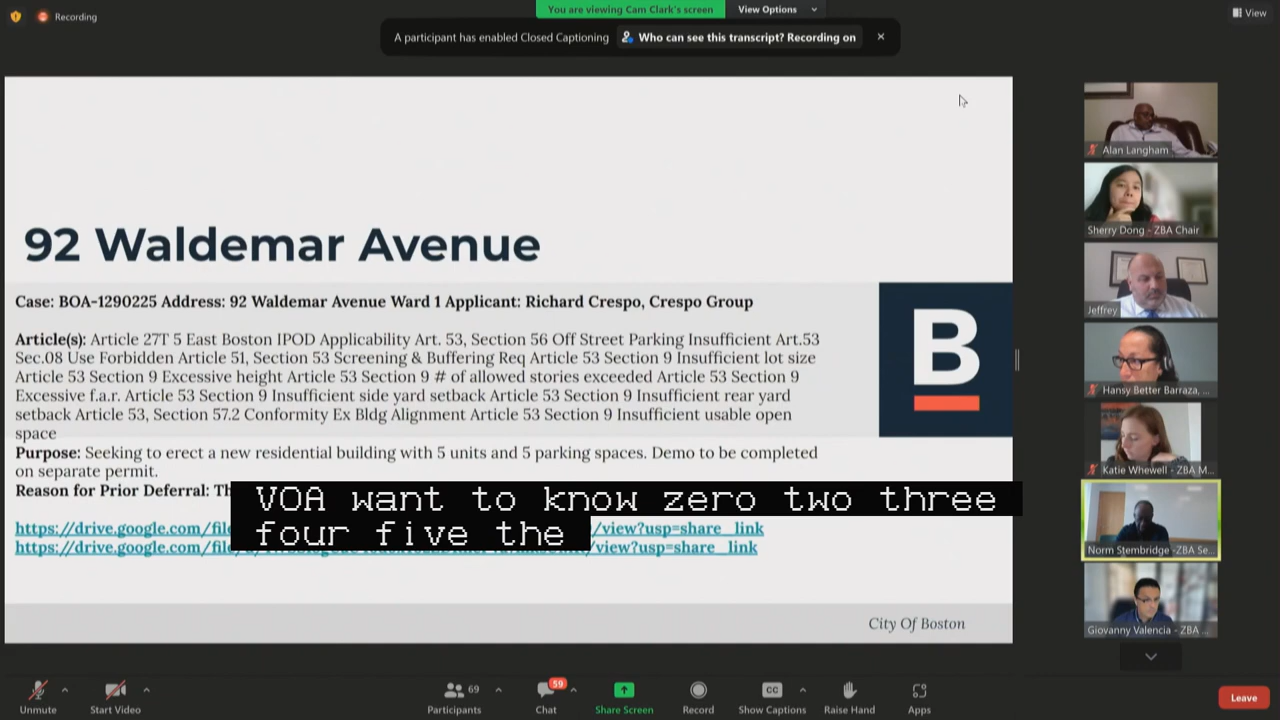 Recording
You are viewing Cam Clark's screen
View Options
View
A participant has enabled Closed Captioning
Who can see this transcript? Recording on
92 Waldemar Avenue
Case: BOA-1290225 Address: 92 Waldemar Avenue Ward 1 Applicant: Richard Crespo, Crespo Group
Article(s): Article 27T 5 East Boston IPOD Applicability Art. 53, Section 56 Off Street Parking Insufficient Art.53
Sec.08 Use Forbidden Article 51, Section 53 Screening & Buffering Req Article 53 Section 9 Insufficient lot size
Article 53 Section 9 Excessive height Article 53 Section 9 # of allowed stories exceeded Article 53 Section 9
Excessive f.a.r. Article 53 Section 9 Insufficient side yard setback Article 53 Section 9 Insufficient rear yard
setback Article 53, Section 57.2 Conformity Ex Bldg Alignment Article 53 Section 9 Insufficient usable open
space
Purpose: Seeking to erect a new residential building with 5 units and 5 parking spaces. Demo to be completed
on separate permit.
Reason for Prior Deferral:
https://drive.google.com/fil
/view?usp=share_link
https://drive.google.com/fil
/view?usp=share_link
VOA want to know zero two three
four five the
B
City Of Boston
Alan Langham
Sherry Dong - ZBA Chair
Jeffrey
Hansy Better Barraza, ...
Katie Whewell - ZBA M...
Norm Stembridge -ZBA Se...
Giovanny Valencia - ZBA ...
Unmute
Start Video
69
Participants
59
Chat
Share Screen
Record
CC
Show Captions
Raise Hand
Apps
Leave